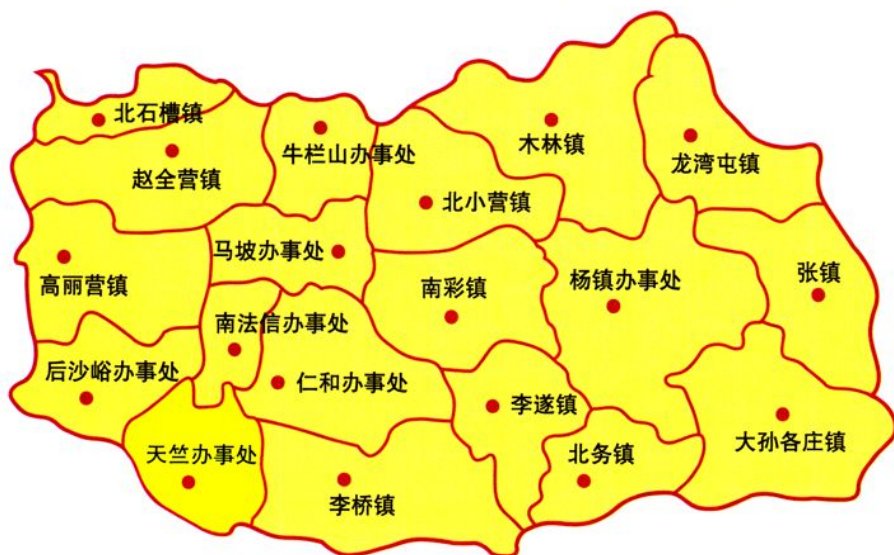 北石槽镇
赵全营镇
牛栏山办事处
木林镇
龙湾屯镇
北小营镇
高丽营镇
马坡办事处
南彩镇
杨镇办事处
张镇
南法信办事处
后沙峪办事处
仁和办事处
李遂镇
大孙各庄镇
天竺办事处
李桥镇
北务镇